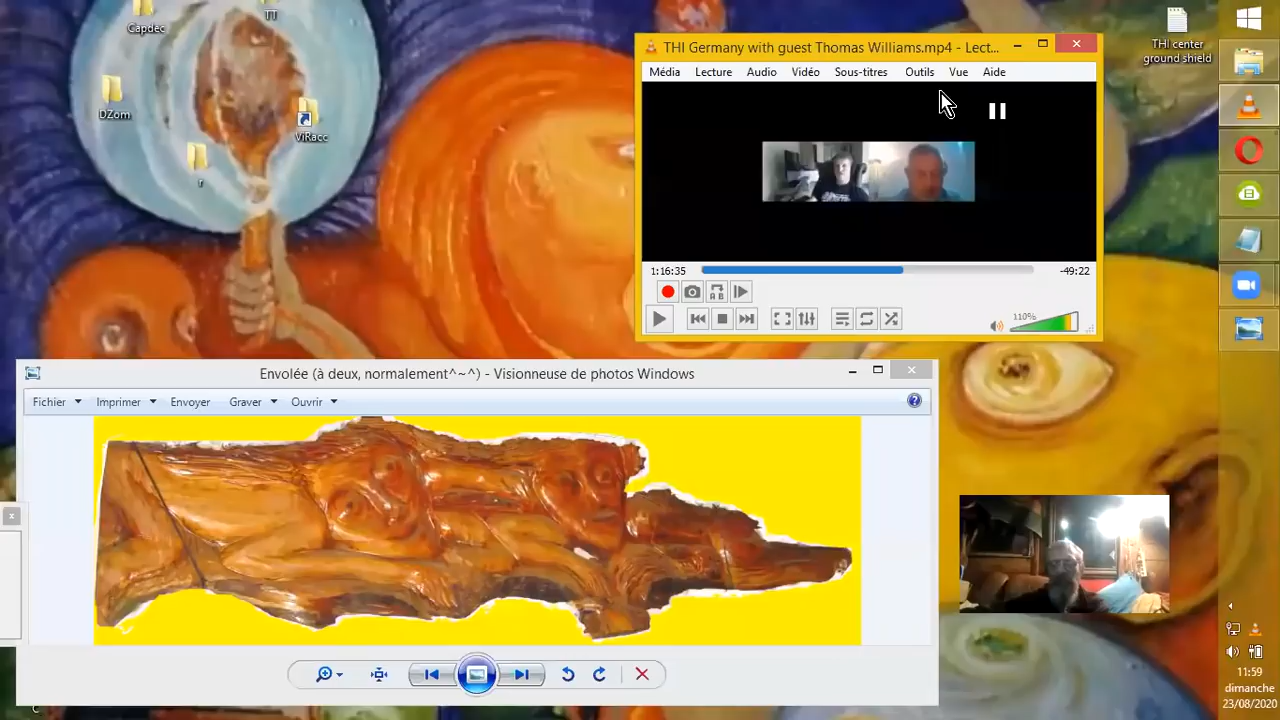 Capdec
TT
DZom
ViRacc
r
THI center
ground shield
THI Germany with guest Thomas Williams.mp4 - Lect...
Média Lecture Audio Vidéo Sous-titres Outils Vue Aide
1:16:35
-49:22
110%
Envolée (à deux, normalement^~^) - Visionneuse de photos Windows
Fichier Imprimer Envoyer Graver Ouvrir
11:59
dimanche
23/08/2020
C